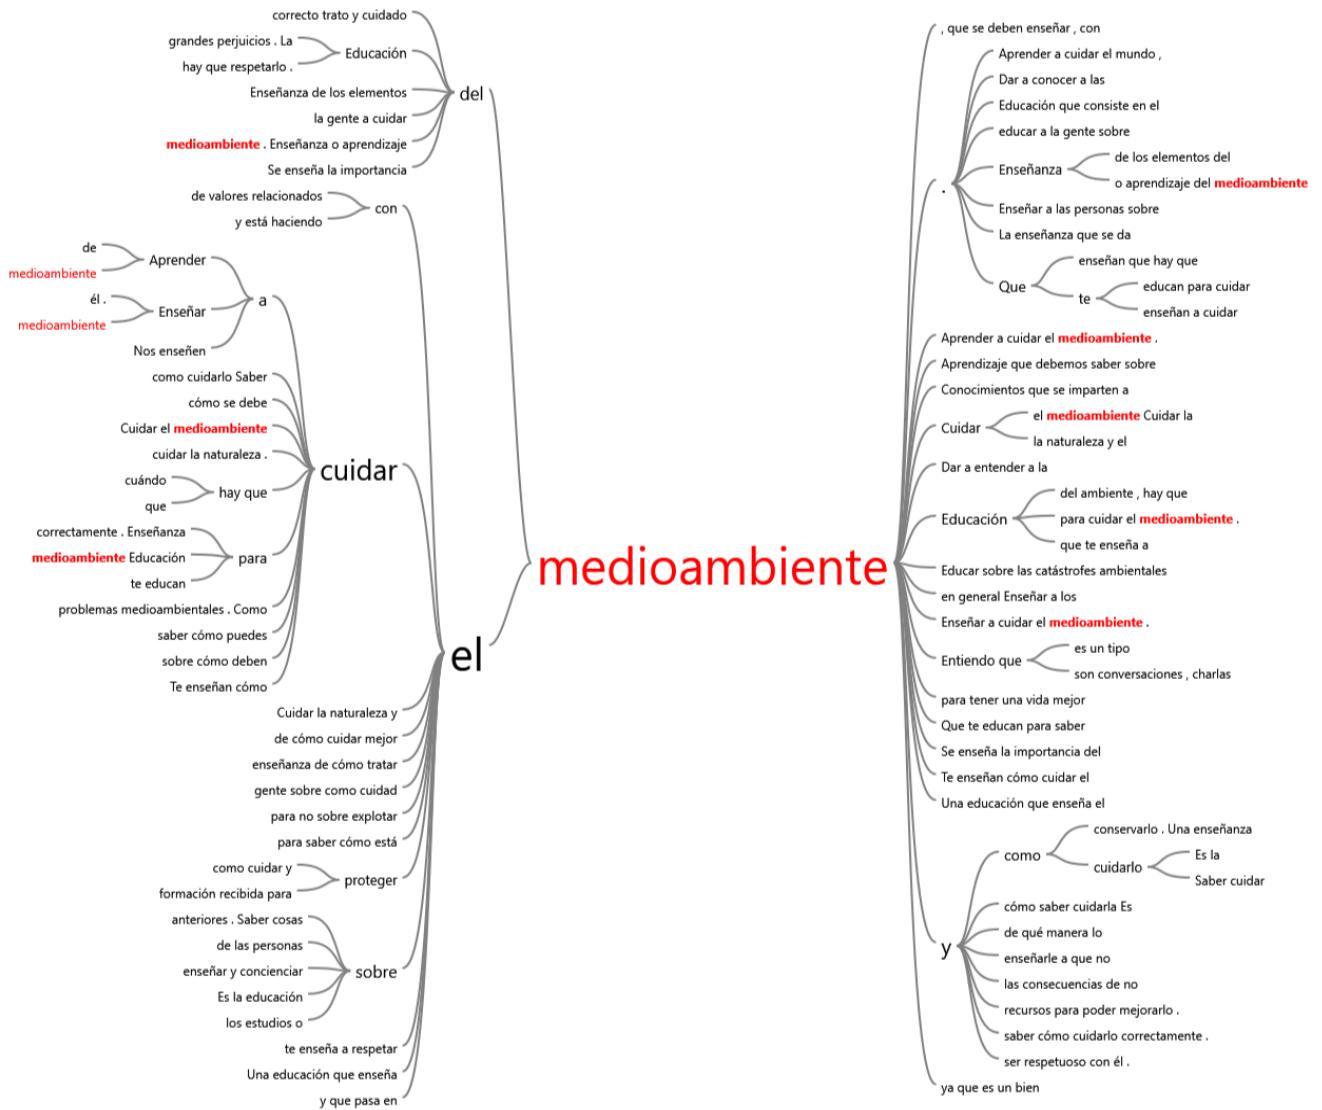 correcto trato y cuidado
grandes perjuicios . La
hay que respetarlo .
Educación
Enseñanza de los elementos
la gente a cuidar
medioambiente . Enseñanza o aprendizaje
Se enseña la importancia
del
de valores relacionados
y está haciendo
con
de
medioambiente
Aprender
él .
medioambiente
Enseñar
Nos enseñen
a
como cuidarlo Saber
cómo se debe
Cuidar el medioambiente
cuidar la naturaleza .
cuándo
que
hay que
correctamente . Enseñanza
medioambiente Educación
te educan
para
problemas medioambientales . Como
saber cómo puedes
sobre cómo deben
Te enseñan cómo
cuidar
Cuidar la naturaleza y
de cómo cuidar mejor
enseñanza de cómo tratar
gente sobre como cuidad
para no sobre explotar
para saber cómo está
como cuidar y
formación recibida para
proteger
anteriores . Saber cosas
de las personas
enseñar y concienciar
Es la educación
los estudios o
sobre
te enseña a respetar
Una educación que enseña
y que pasa en
el
medioambiente
, que se deben enseñar , con
.
Aprender a cuidar el mundo ,
Dar a conocer a las
Educación que consiste en el
educar a la gente sobre
Enseñanza
de los elementos del
o aprendizaje del medioambiente
Enseñar a las personas sobre
La enseñanza que se da
Que
enseñan que hay que
te
educan para cuidar
enseñan a cuidar
Aprender a cuidar el medioambiente .
Aprendizaje que debemos saber sobre
Conocimientos que se imparten a
Cuidar
el medioambiente Cuidar la
la naturaleza y el
Dar a entender a la
Educación
del ambiente , hay que
para cuidar el medioambiente .
que te enseña a
Educar sobre las catástrofes ambientales
en general Enseñar a los
Enseñar a cuidar el medioambiente .
Entiendo que
es un tipo
son conversaciones , charlas
para tener una vida mejor
Que te educan para saber
Se enseña la importancia del
Te enseñan cómo cuidar el
Una educación que enseña el
y
como
conservarlo . Una enseñanza
cuidarlo
Es la
Saber cuidar
cómo saber cuidarla Es
de qué manera lo
enseñarle a que no
las consecuencias de no
recursos para poder mejorarlo .
saber cómo cuidarlo correctamente .
ser respetuoso con él .
ya que es un bien